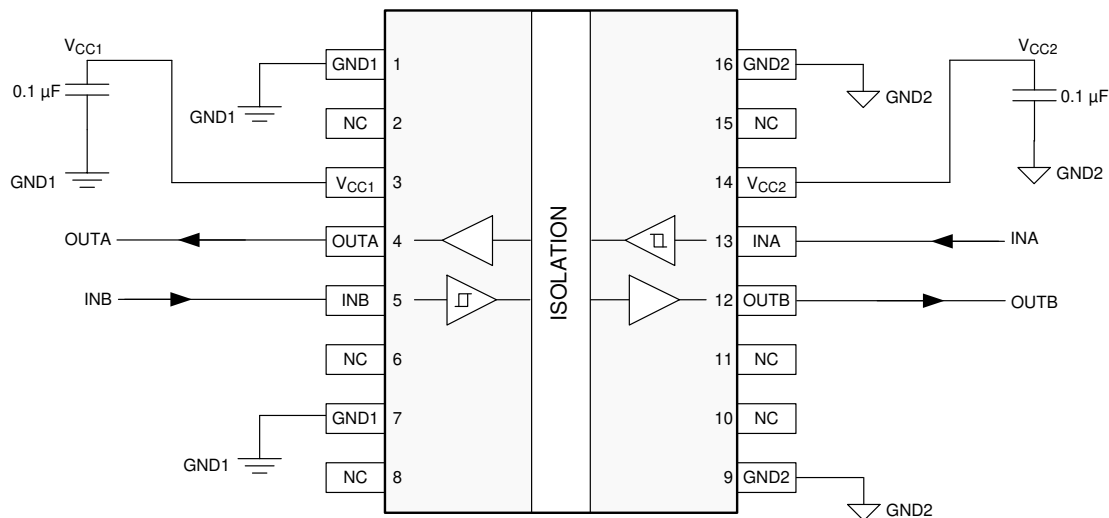 VCC1
0.1 µF
GND1
GND1
GND1 1
NC 2
VCC1 3
OUTA OUTA 4
INB INB 5
NC 6
GND1 7
GND1
NC 8
ISOLATION
16 GND2
GND2
15 NC
14 VCC2
VCC2
0.1 µF
GND2
13 INA INA
12 OUTB OUTB
11 NC
10 NC
9 GND2
GND2